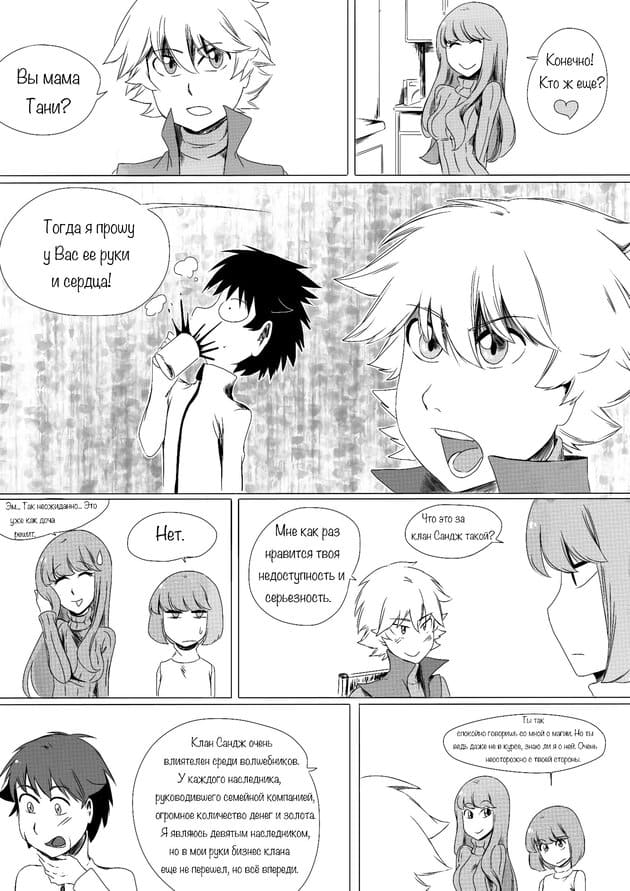 Вы мама
Тани?
Конечно!
Кто ж еще?
Тогда я прошу
у Вас ее руки
и сердца!
Эм... Так неожиданно... Это
уже как доча
решит.
Нет.
Что это за
клан Сандж такой?
Мне как раз
нравится твоя
недоступность и
серьезность.
Клан Сандж очень
влиятелен среди волшебников.
У каждого наследника,
руководившего семейной компанией,
огромное количество денег и золота.
Я являюсь девятым наследником,
но в мои руки бизнес клана
еще не перешел, но всё впереди.
Ты так
спокойно говоришь со мной о магии. Но ты
ведь даже не в курсе, знаю ли я о ней. Очень
неосторожно с твоей стороны.